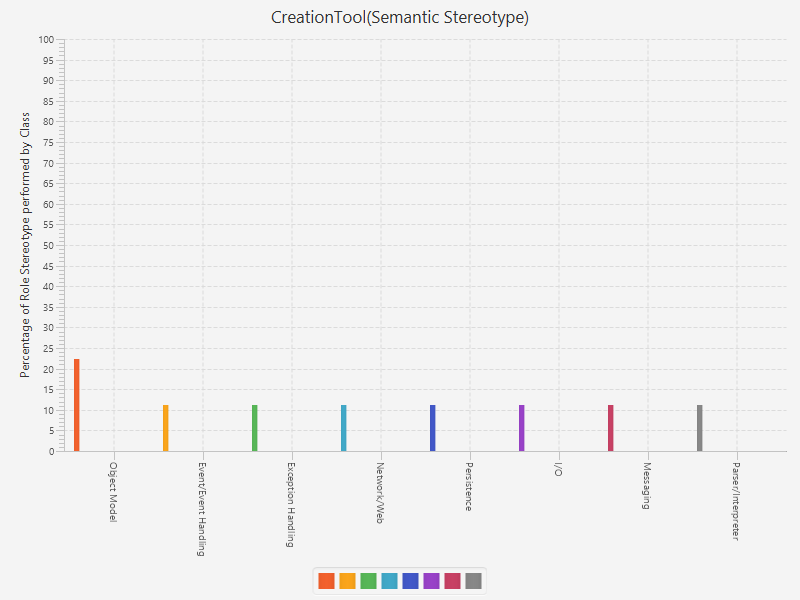 CreationTool(Semantic Stereotype)
Percentage of Role Stereotype performed by Class
100
95
90
85
80
75
70
65
60
55
50
45
40
35
30
25
20
15
10
5
0
Object Model
Event/Event Handling
Exception Handling
Network/Web
Persistence
I/O
Messaging
Parser/Interpreter